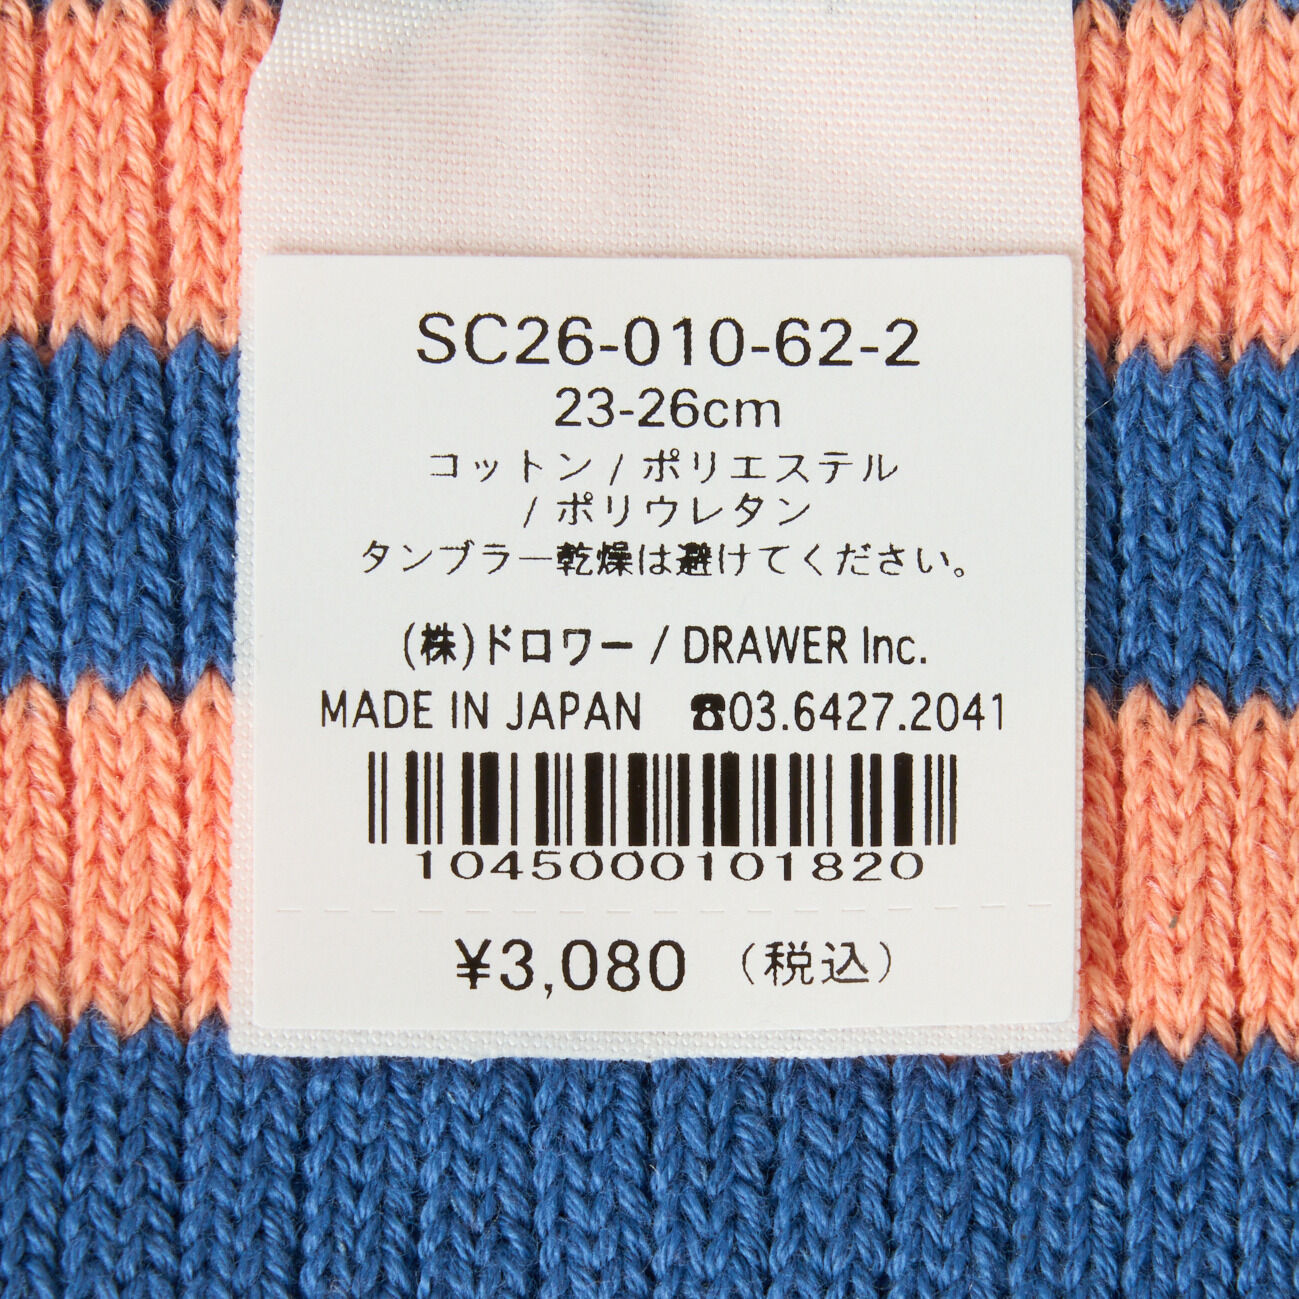 SC26-010-62-2
23-26cm
コットン / ポリエステル
/ ポリウレタン
タンブラー乾燥は避けてください。
(株)ドロワー / DRAWER Inc.
MADE IN JAPAN ☎03.6427.2041
1045000101820
¥3,080 （税込）